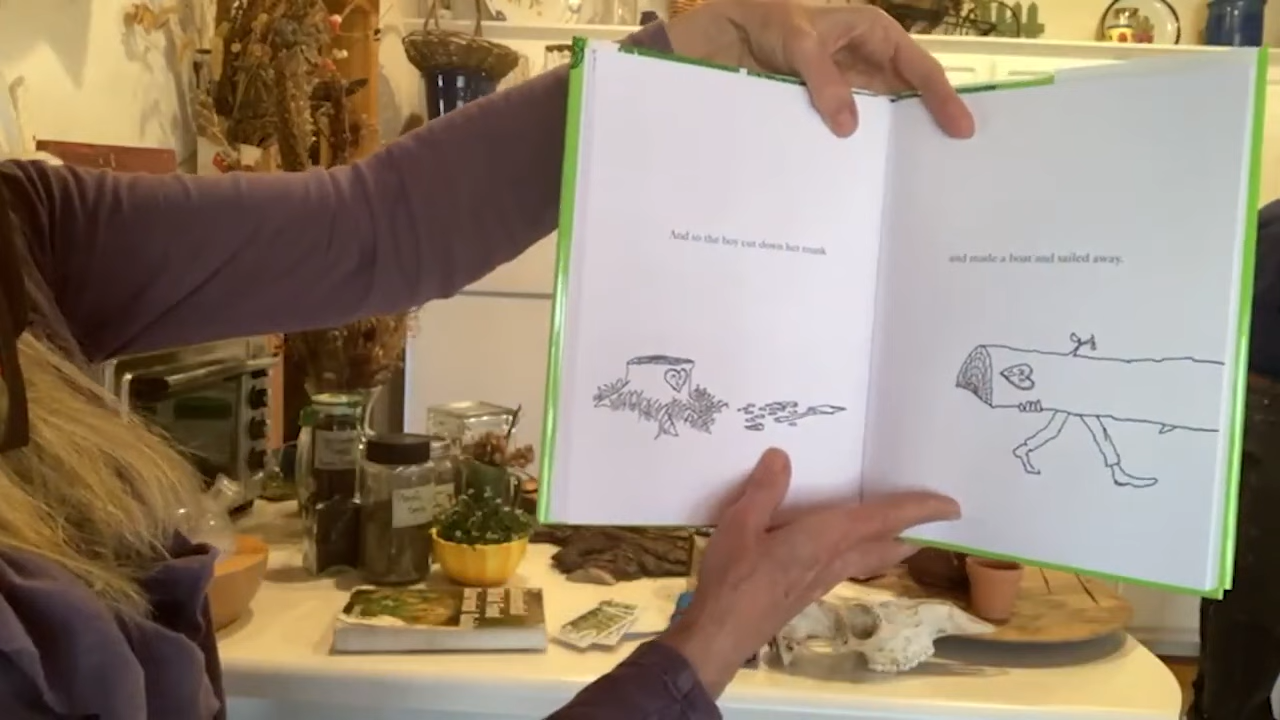 And so the boy cut down her trunk
and made a boat and sailed away.